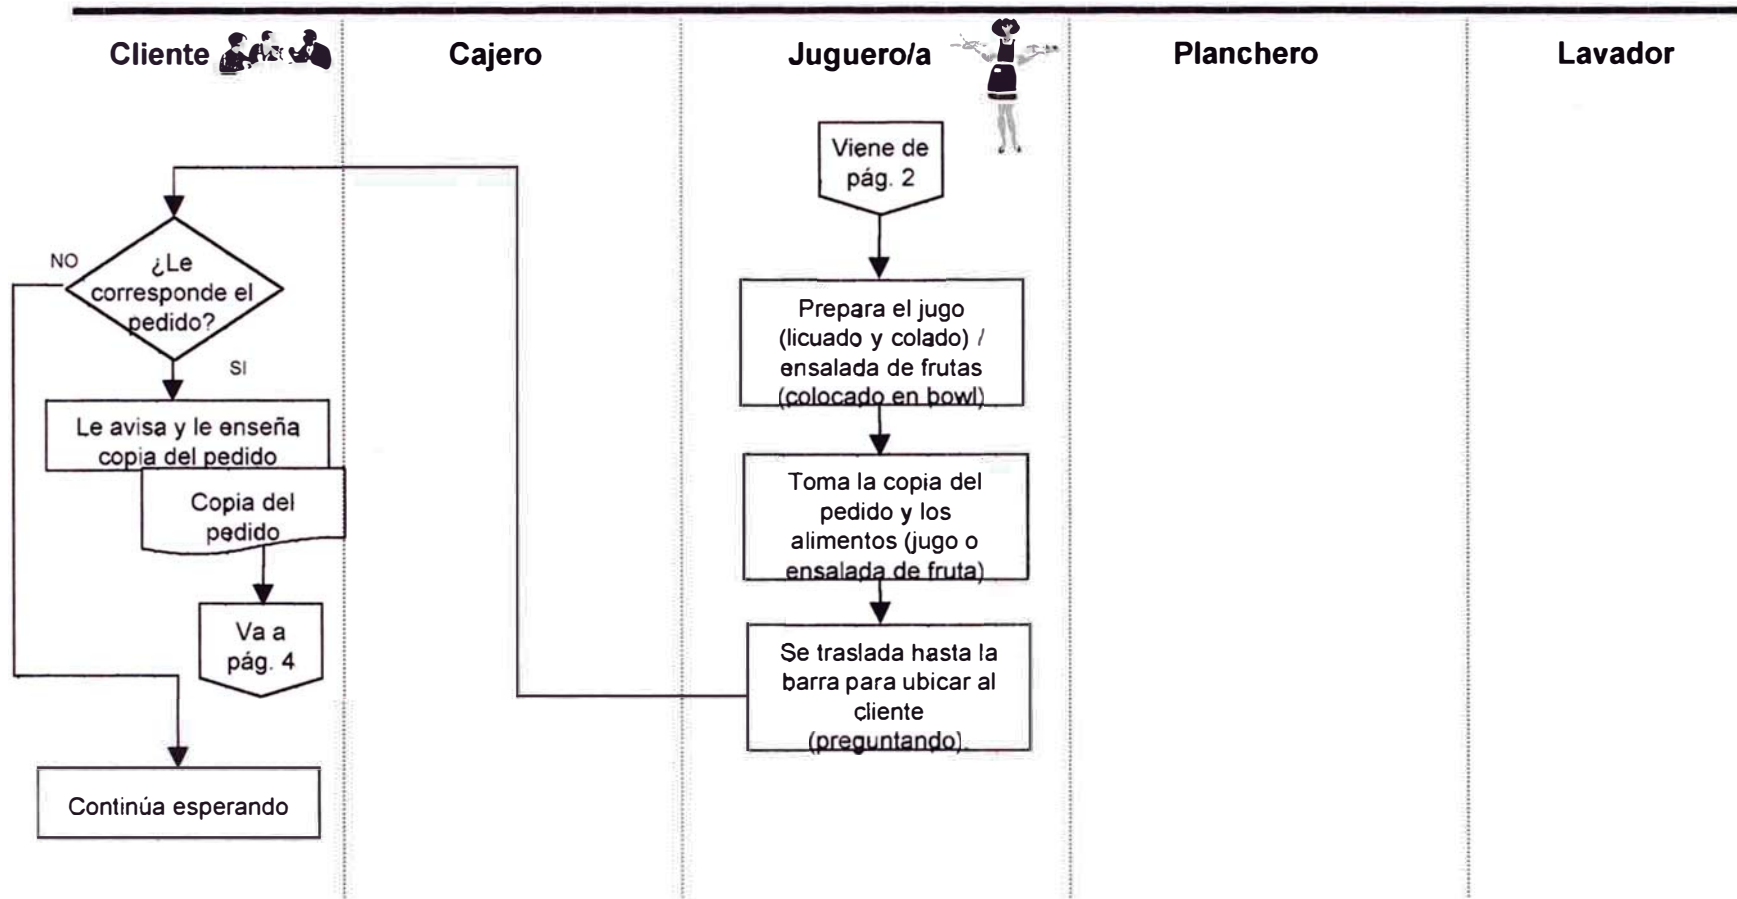 Cliente
Cajero
Juguero/a
Planchero
Lavador
Viene de
pág. 2
NO
¿Le
corresponde el
pedido?
SI
Le avisa y le enseña
copia del pedido
Copia del
pedido
Va a
pág. 4
Continúa esperando
Prepara el jugo
(licuado y colado) /
ensalada de frutas
(colocado en bowl)
Toma la copia del
pedido y los
alimentos (jugo o
ensalada de fruta)
Se traslada hasta la
barra para ubicar al
cliente
(preguntando).